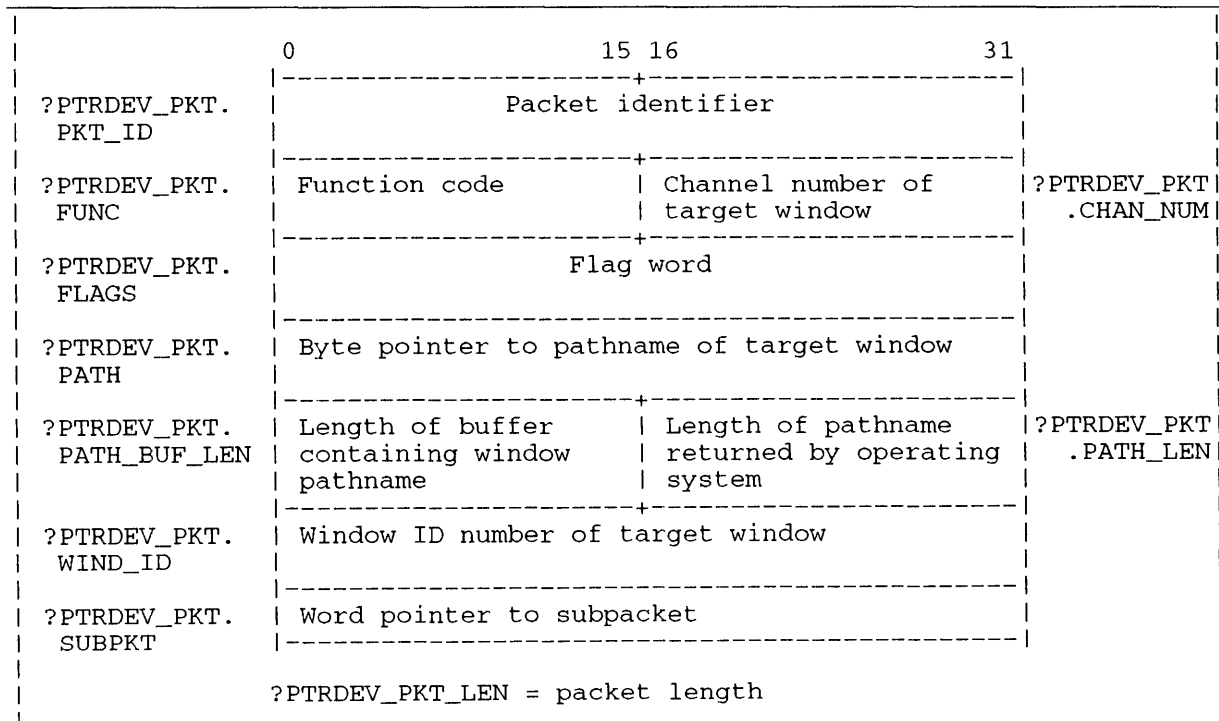 0 15 16 31
?PTRDEV_PKT. Packet identifier
PKT_ID
?PTRDEV_PKT. Function code Channel number of ?PTRDEV_PKT
FUNC target window .CHAN_NUM
?PTRDEV_PKT. Flag word
FLAGS
?PTRDEV_PKT. Byte pointer to pathname of target window
PATH
?PTRDEV_PKT. Length of buffer Length of pathname ?PTRDEV_PKT
PATH_BUF_LEN containing window returned by operating .PATH_LEN
pathname system
?PTRDEV_PKT. Window ID number of target window
WIND_ID
?PTRDEV_PKT. Word pointer to subpacket
SUBPKT
?PTRDEV_PKT_LEN = packet length